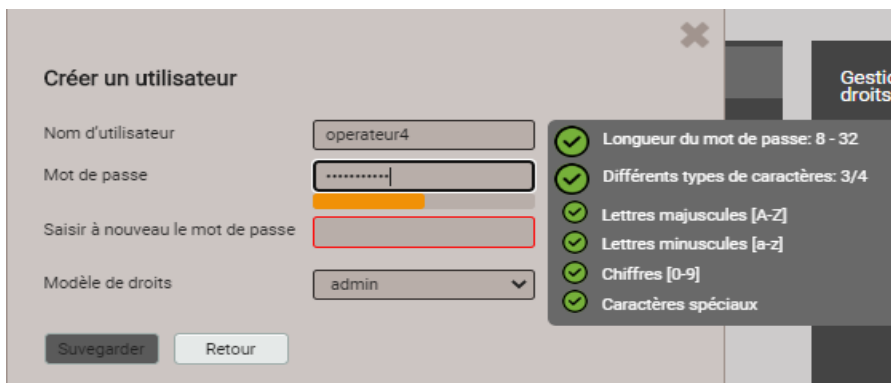 Créer un utilisateur
Nom d'utilisateur
operateur4
Mot de passe
•••••••••••
Saisir à nouveau le mot de passe
Modèle de droits
admin
Suvegarder
Retour
Longueur du mot de passe: 8 - 32
Différents types de caractères: 3/4
Lettres majuscules [A-Z]
Lettres minuscules [a-z]
Chiffres [0-9]
Caractères spéciaux
droits